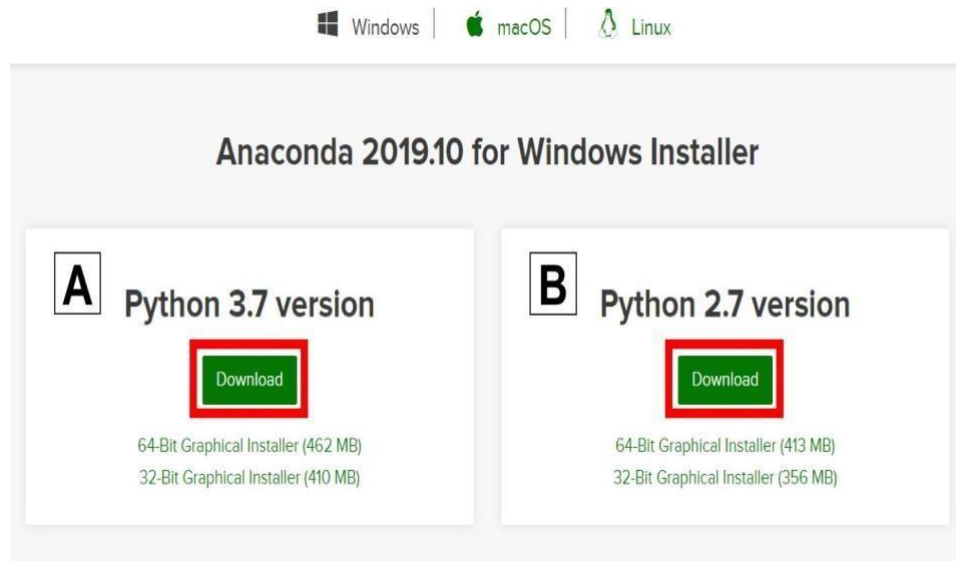 Windows macOS Linux
Anaconda 2019.10 for Windows Installer
A
Python 3.7 version
Download
64-Bit Graphical Installer (462 MB)
32-Bit Graphical Installer (410 MB)
B
Python 2.7 version
Download
64-Bit Graphical Installer (413 MB)
32-Bit Graphical Installer (356 MB)